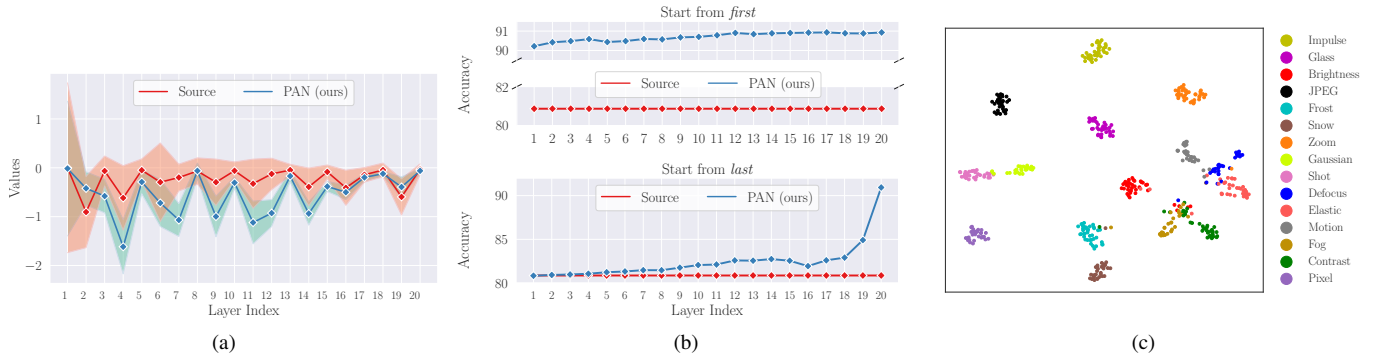 Values
1
0
−1
−2
Source PAN (ours)
1 2 3 4 5 6 7 8 9 10 11 12 13 14 15 16 17 18 19 20
Layer Index
(a)
Start from first
Accuracy
91
90
82
80
Source PAN (ours)
1 2 3 4 5 6 7 8 9 10 11 12 13 14 15 16 17 18 19 20
Start from last
Accuracy
90
85
80
Source PAN (ours)
1 2 3 4 5 6 7 8 9 10 11 12 13 14 15 16 17 18 19 20
Layer Index
(b)
Impulse
Glass
Brightness
JPEG
Frost
Snow
Zoom
Gaussian
Shot
Defocus
Elastic
Motion
Fog
Contrast
Pixel
(c)